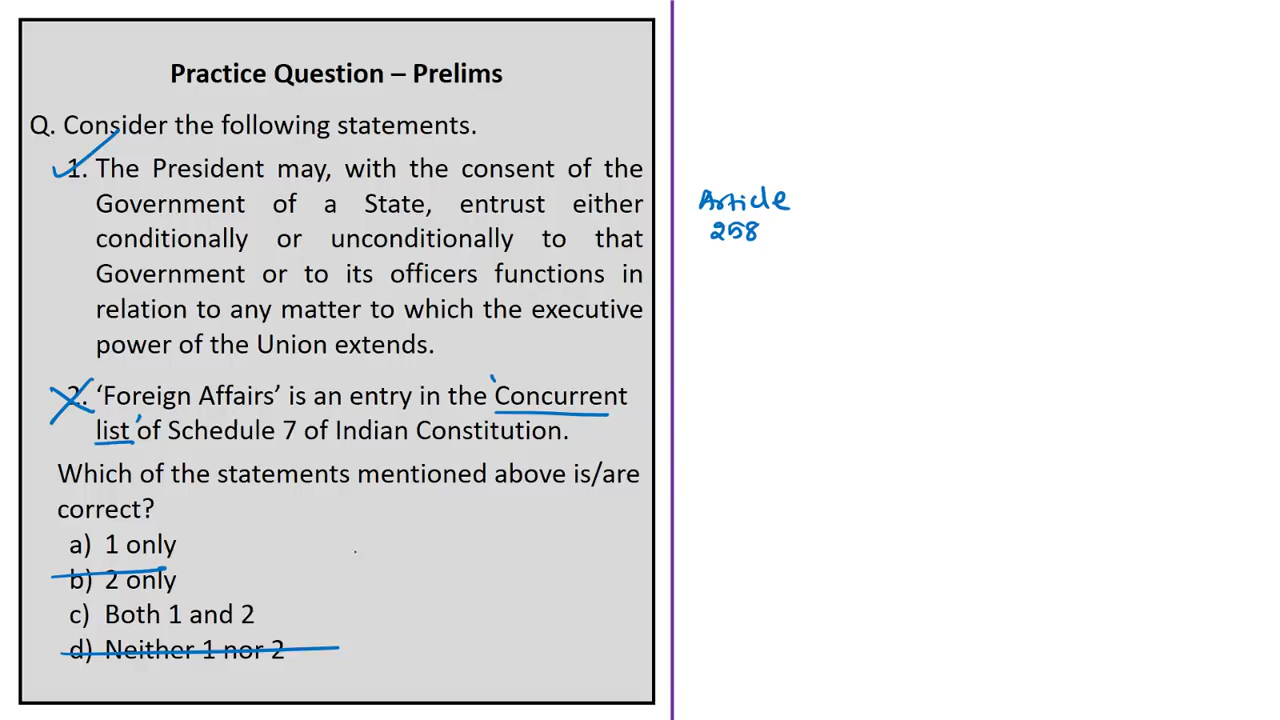 Practice Question – Prelims
Q. Consider the following statements.
1. The President may, with the consent of the
Government of a State, entrust either
conditionally or unconditionally to that
Government or to its officers functions in
relation to any matter to which the executive
power of the Union extends.
2. ‘Foreign Affairs’ is an entry in the 'Concurrent
list' of Schedule 7 of Indian Constitution.
Which of the statements mentioned above is/are
correct?
a) 1 only
b) 2 only
c) Both 1 and 2
d) Neither 1 nor 2
Article
258